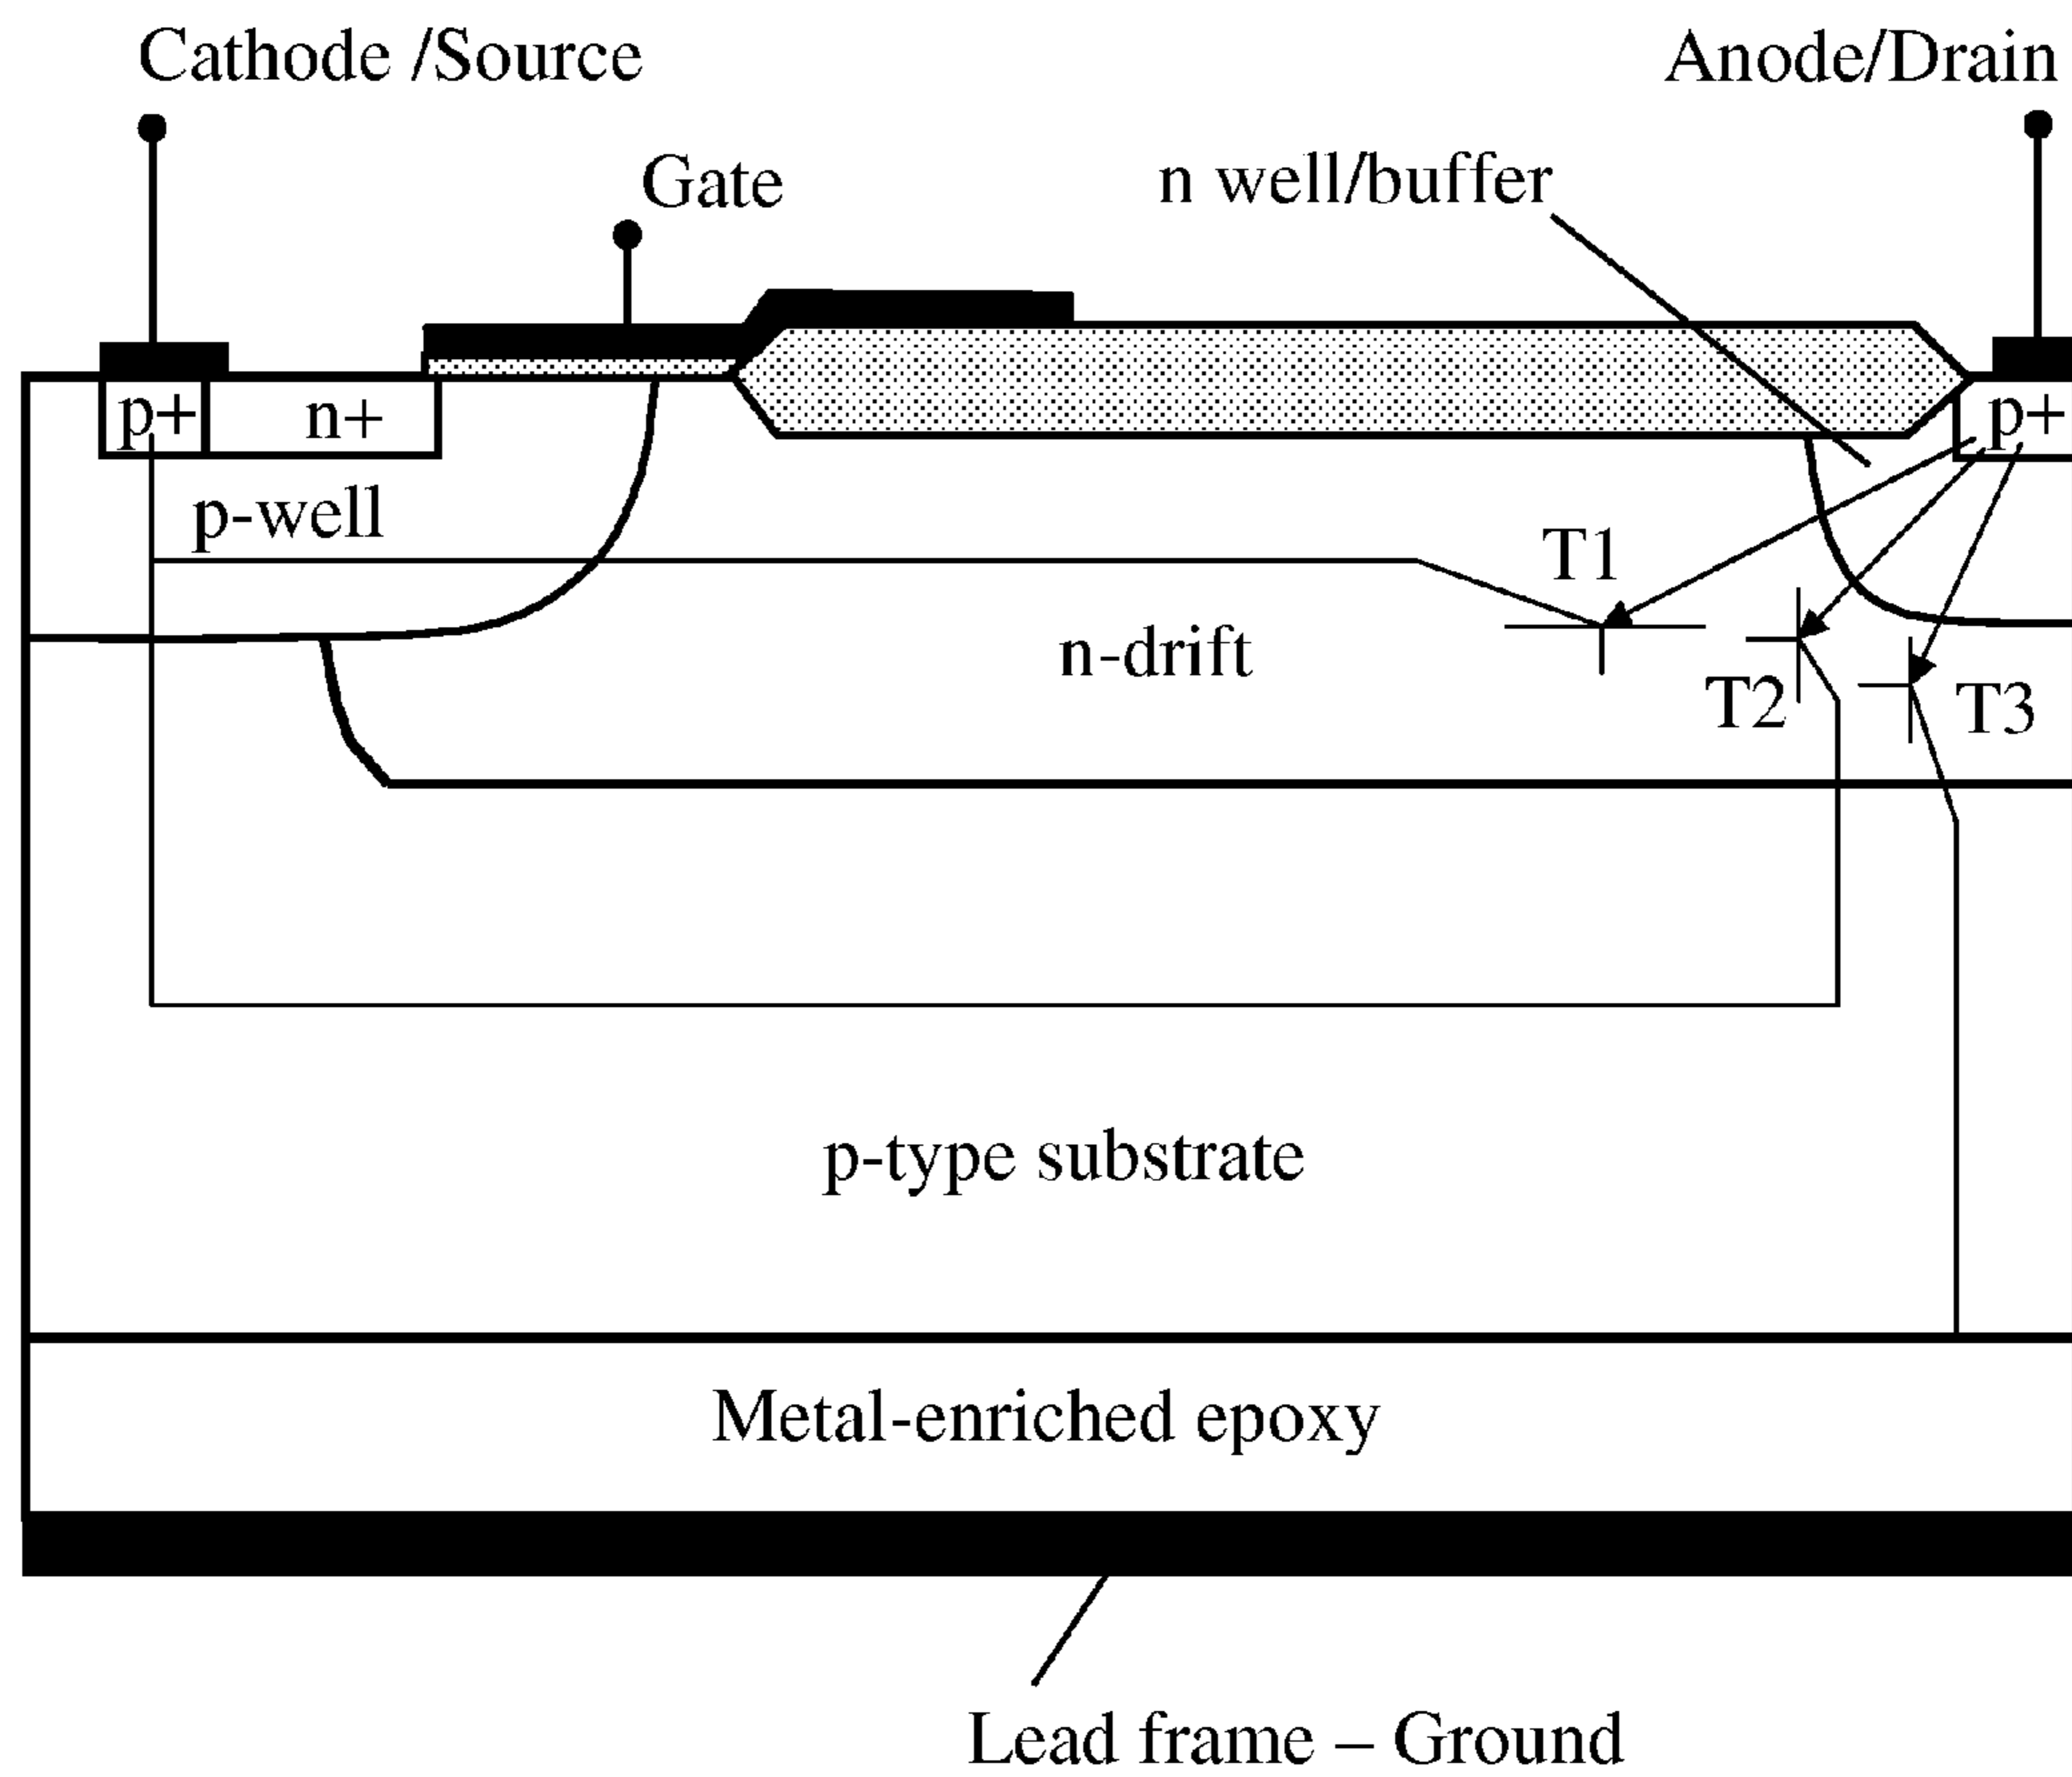 Cathode /Source
Anode/Drain
Gate
n well/buffer
p+
n+
p+
p-well
T1
n-drift
T2
T3
p-type substrate
Metal-enriched epoxy
Lead frame – Ground